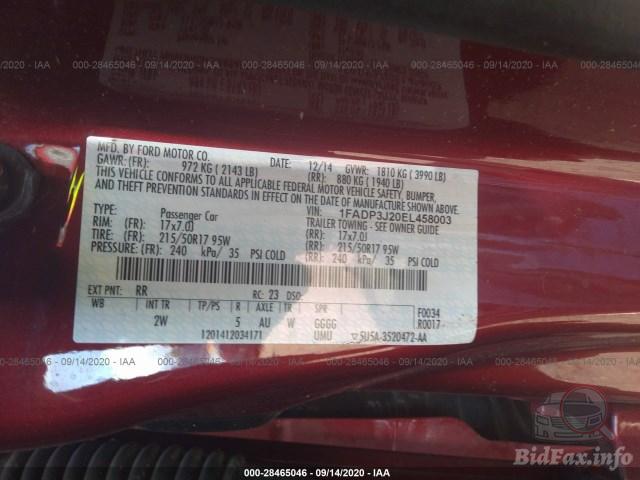 000-28465046 - 09/14/2020 - IAA
MFD. BY FORD MOTOR CO.
12/14 GVWR: 1810 KG ( 3990 LB)
GAWR: (FR): 972 KG ( 2143 LB) (RR): 880 KG ( 1940 LB)
THIS VEHICLE CONFORMS TO ALL APPLICABLE FEDERAL MOTOR VEHICLE SAFETY, BUMPER,
AND THEFT PREVENTION STANDARDS IN EFFECT ON THE DATE OF MANUFACTURE SHOWN ABOVE.
VIN: 1FADP3J20EL458003
TYPE: Passenger Car TRAILER TOWING - SEE OWNER GUIDE
RIM: (FR): 17x7.0J (RR): 17x7.0J
TIRE: (FR): 215/50R17 95W (RR): 215/50R17 95W
PRESSURE: (FR): 240 kPa/ 35 PSI COLD (RR): 240 kPa/ 35 PSI COLD
EXT PNT: RR RC: 23 DSO:
WB INT TR TP/PS R AXLE TR SPR F0034
2W 5 AU W GGGG R0017
1201412034171 UMU 5U5A-3520472-AA
000-28465046 - 09/14/2020 - IAA
BidFax.info